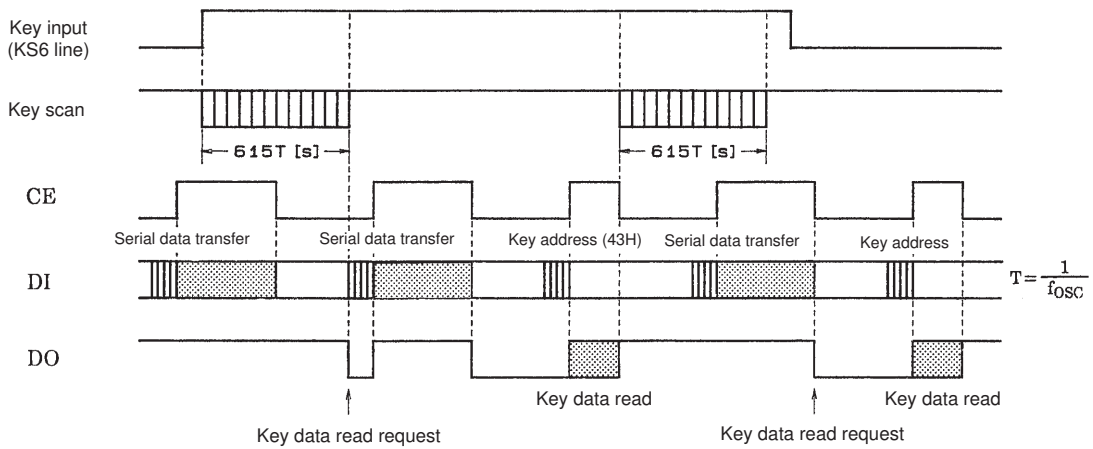 Key input
(KS6 line)
Key scan
615T [s]
615T [s]
CE
Serial data transfer
Serial data transfer
Key address (43H)
Serial data transfer
Key address
DI
T= 1
fOSC
DO
Key data read
Key data read
Key data read request
Key data read request